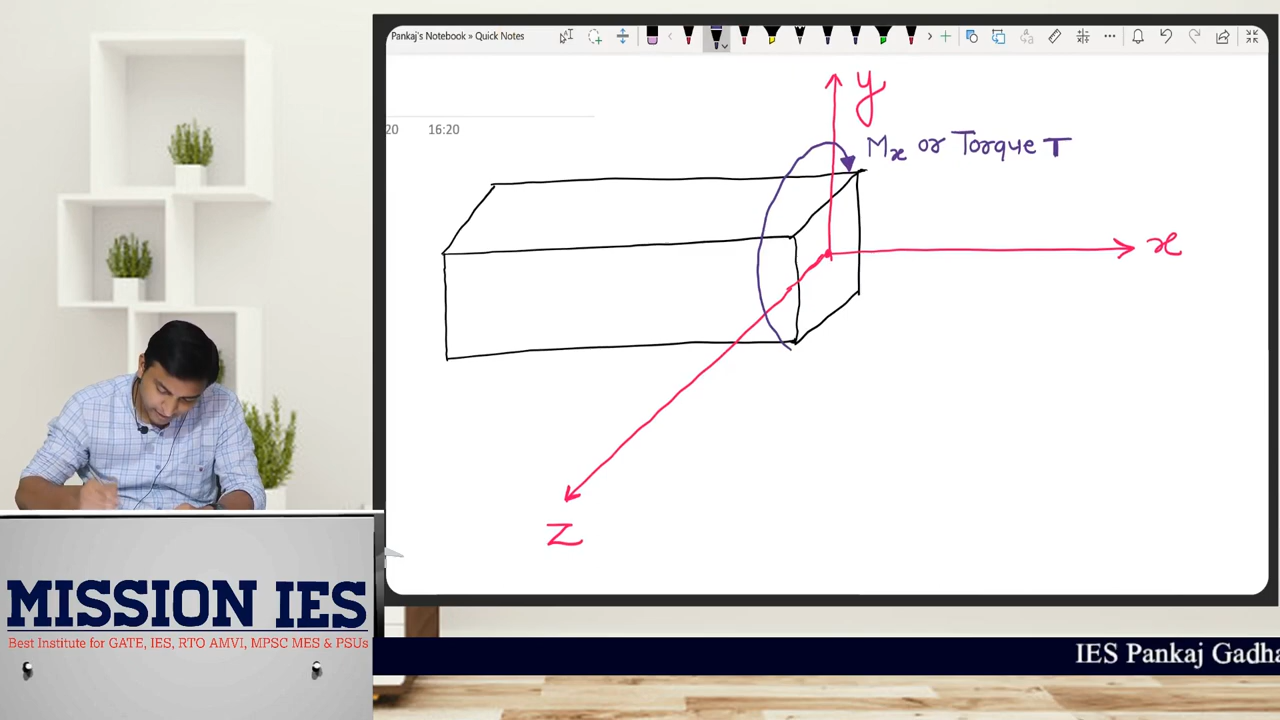 Pankaj's Notebook » Quick Notes
20 16:20
y
Mx or Torque T
x
z
MISSION IES
Best Institute for GATE, IES, RTO AMVI, MPSC MES & PSUs
IES Pankaj Gadha